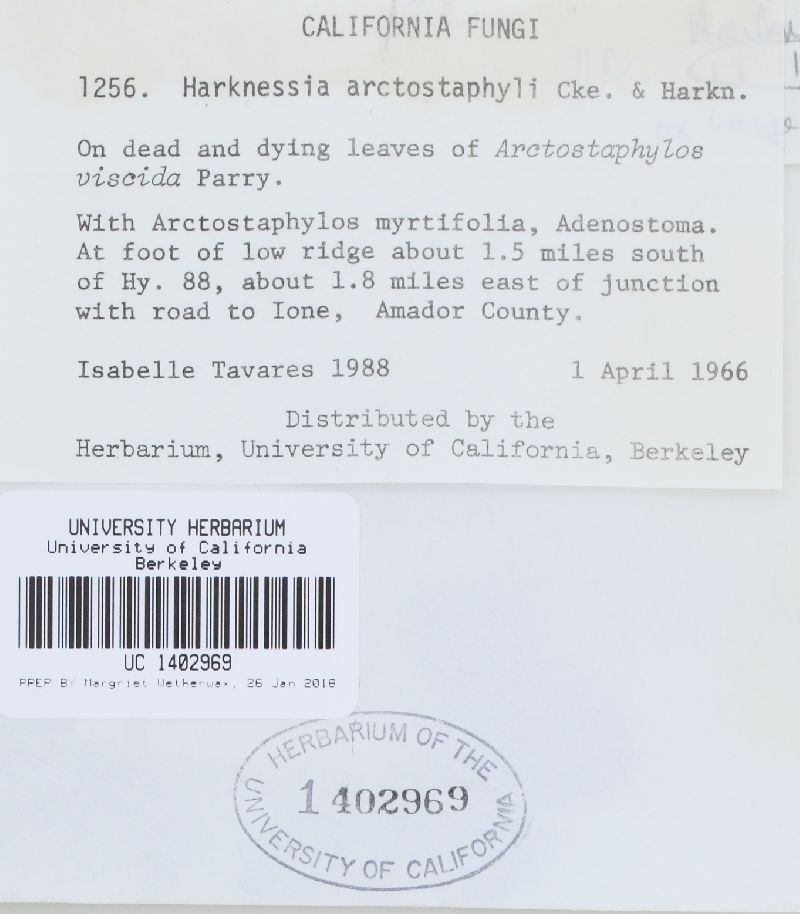 CALIFORNIA FUNGI
1256. Harknessia arctostaphyli Cke. & Harkn.
On dead and dying leaves of Arctostaphylos
viscida Parry.
With Arctostaphylos myrtifolia, Adenostoma.
At foot of low ridge about 1.5 miles south
of Hy. 88, about 1.8 miles east of junction
with road to Ione, Amador County.
Isabelle Tavares 1988 1 April 1966
Distributed by the
Herbarium, University of California, Berkeley
UNIVERSITY HERBARIUM
University of California
Berkeley
UC 1402969
PREP BY Margriet Wetherwax, 26 Jan 2018
HERBARIUM OF THE
1402969
UNIVERSITY OF CALIFORNIA